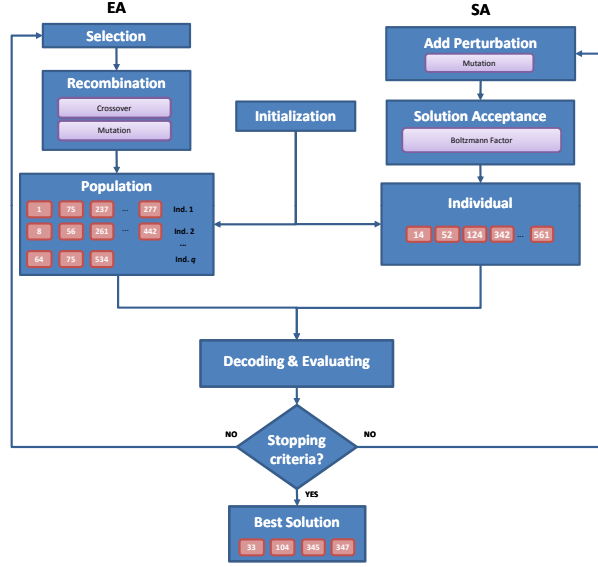 EA
SA
Selection
Recombination
Crossover
Mutation
Population
1 75 237 ... 277 Ind. 1
8 56 261 ... 442 Ind. 2
...
64 75 534 Ind. q
Initialization
Add Perturbation
Mutation
Solution Acceptance
Boltzmann Factor
Individual
14 52 124 342 ... 561
Decoding & Evaluating
Stopping
criteria?
NO
NO
YES
Best Solution
33 104 345 347